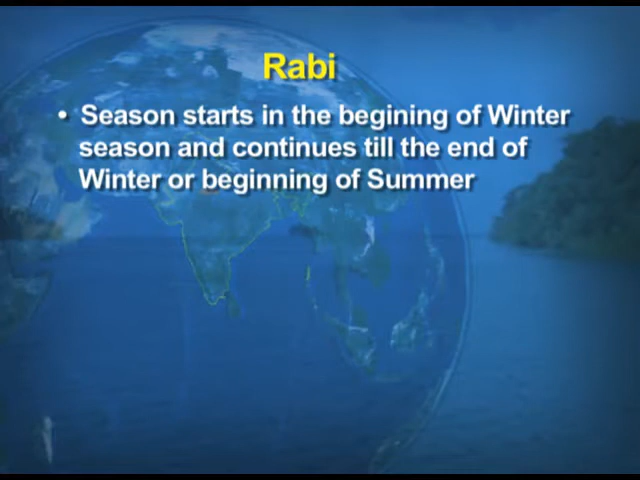 Rabi
• Season starts in the begining of Winter
season and continues till the end of
Winter or beginning of Summer